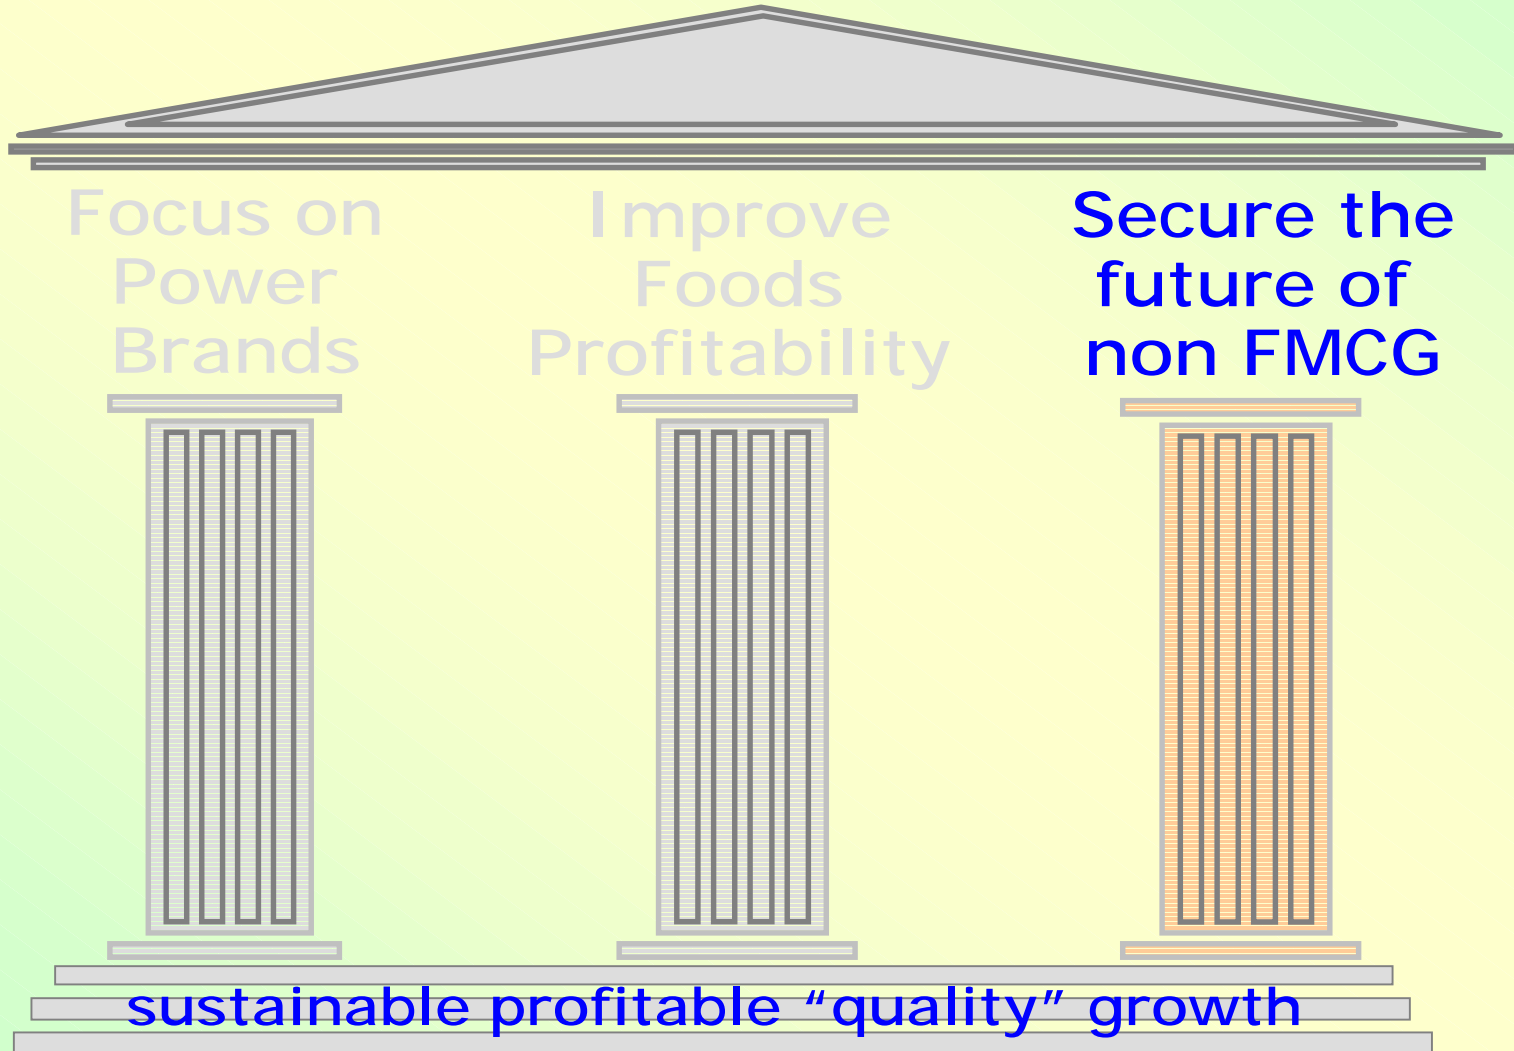 Focus on
Power
Brands
Improve
Foods
Profitability
Secure the
future of
non FMCG
sustainable profitable “quality” growth